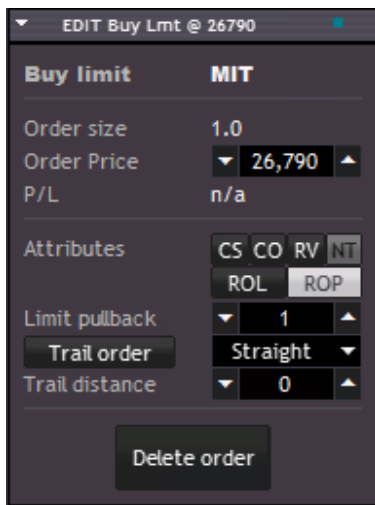 EDIT Buy Lmt @ 26790
Buy limit MIT
Order size 1.0
Order Price 26,790
P/L n/a
Attributes CS CO RV NT
ROL ROP
Limit pullback 1
Trail order Straight
Trail distance 0
Delete order